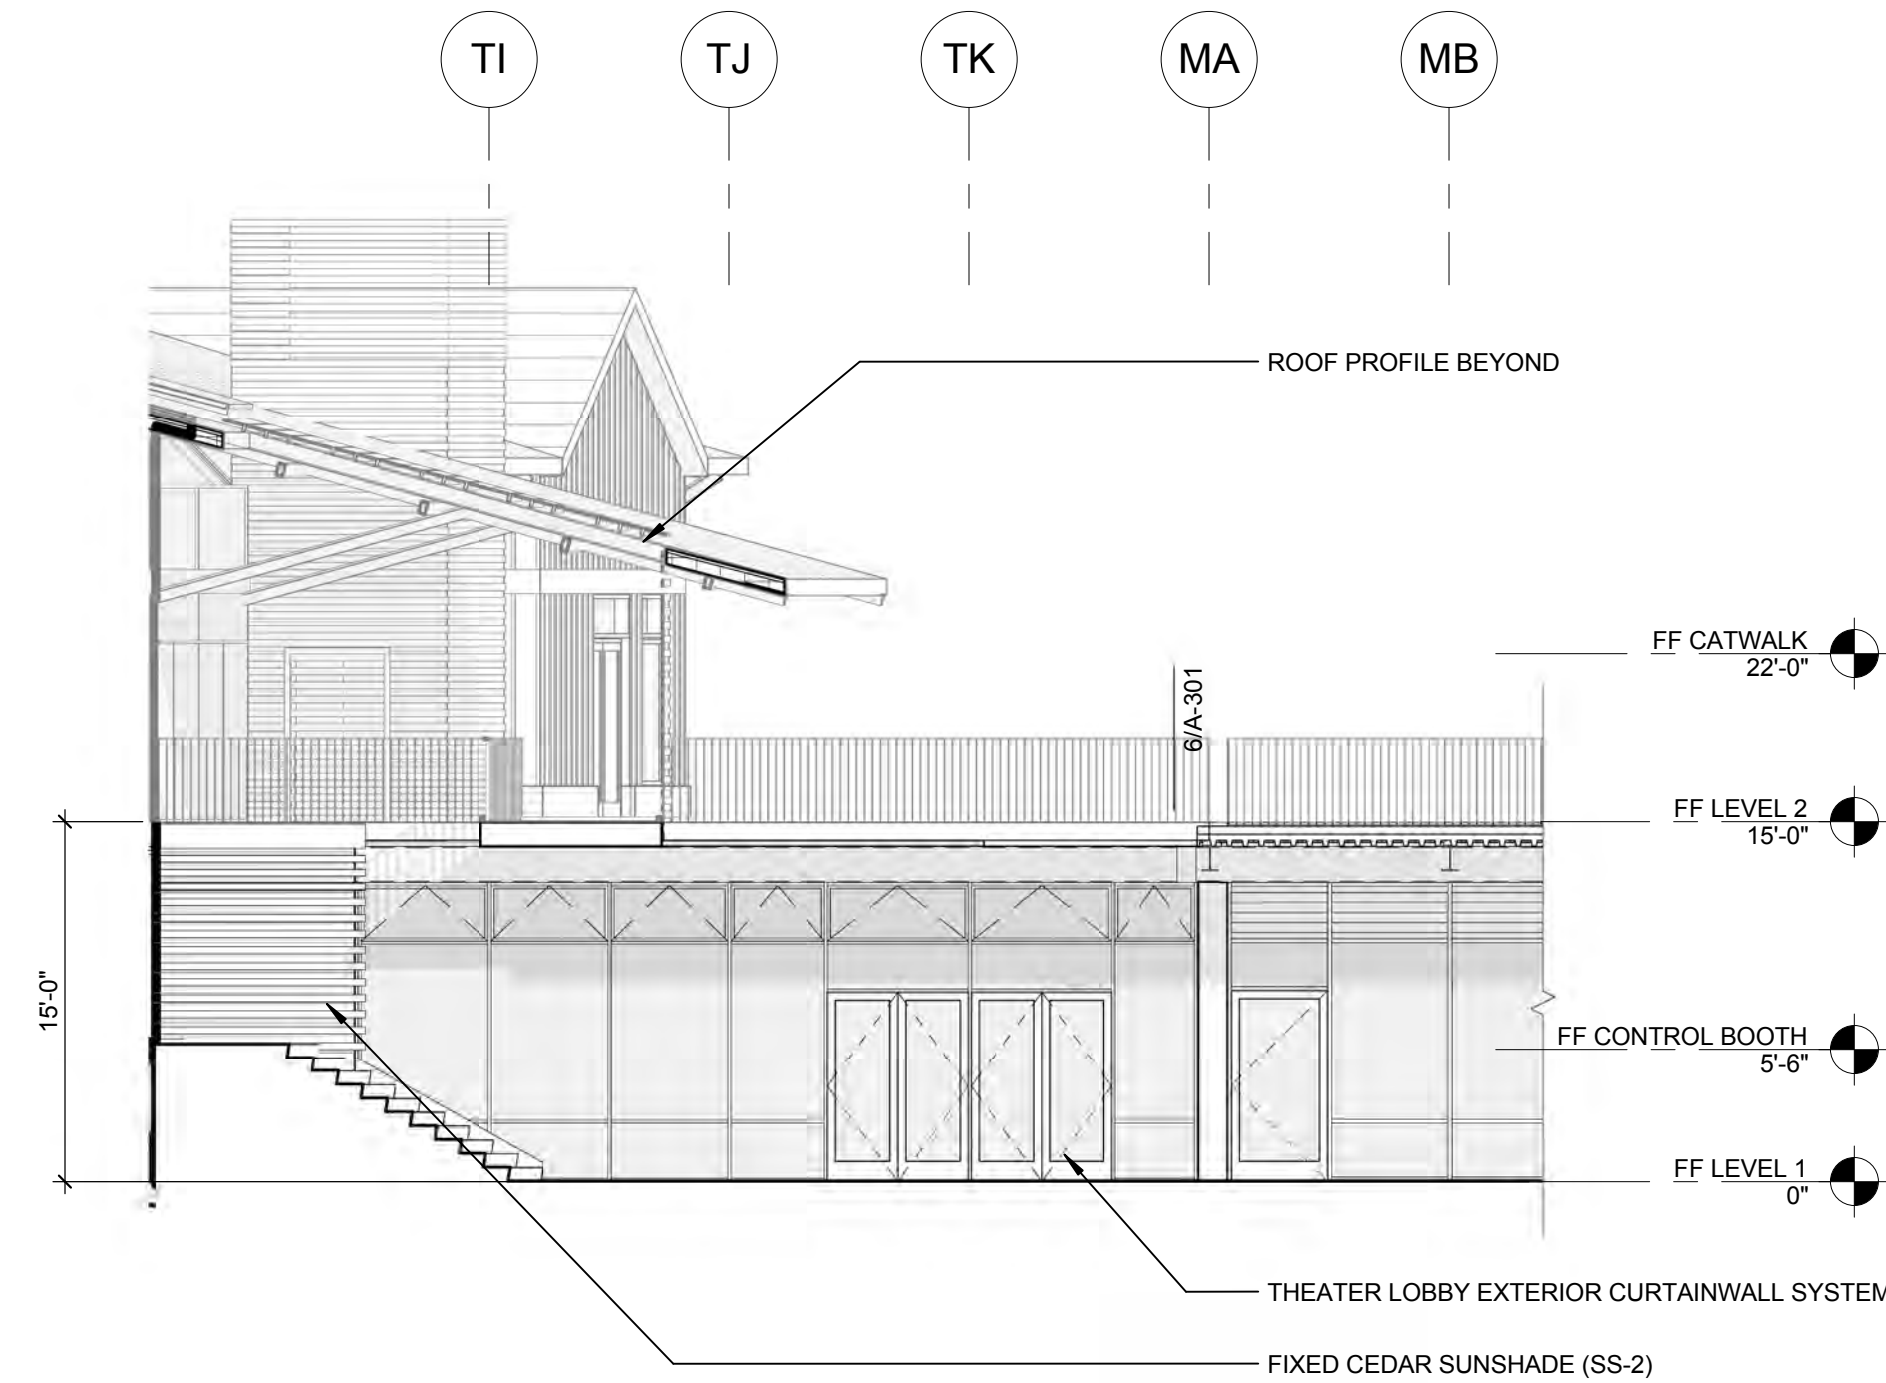 TI
TJ
TK
MA
MB
ROOF PROFILE BEYOND
FF CATWALK
22'-0"
6/A-301
FF LEVEL 2
15'-0"
15'-0"
FF CONTROL BOOTH
5'-6"
FF LEVEL 1
0"
THEATER LOBBY EXTERIOR CURTAINWALL SYSTEM
FIXED CEDAR SUNSHADE (SS-2)